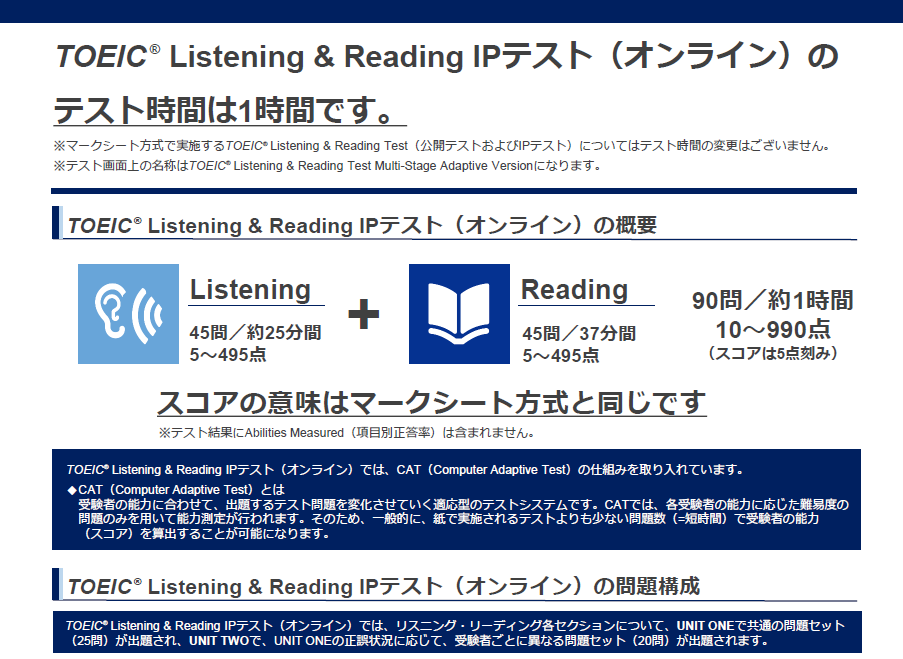 TOEIC® Listening & Reading IPテスト（オンライン）の
テスト時間は1時間です。
※マークシート方式で実施するTOEIC® Listening & Reading Test（公開テストおよびIPテスト）についてはテスト時間の変更はございません。
※テスト画面上の名称はTOEIC® Listening & Reading Test Multi-Stage Adaptive Versionになります。
TOEIC® Listening & Reading IPテスト（オンライン）の概要
Listening
45問／約25分間
5～495点
+
Reading
45問／37分間
5～495点
90問／約1時間
10～990点
（スコアは5点刻み）
スコアの意味はマークシート方式と同じです
※テスト結果にAbilities Measured（項目別正答率）は含まれません。
TOEIC® Listening & Reading IPテスト（オンライン）では、CAT（Computer Adaptive Test）の仕組みを取り入れています。
◆CAT（Computer Adaptive Test）とは
受験者の能力に合わせて、出題するテスト問題を変化させていく適応型のテストシステムです。CATでは、各受験者の能力に応じた難易度の
問題のみを用いて能力測定が行われます。そのため、一般的に、紙で実施されるテストよりも少ない問題数（=短時間）で受験者の能力
（スコア）を算出することが可能になります。
TOEIC® Listening & Reading IPテスト（オンライン）の問題構成
TOEIC® Listening & Reading IPテスト（オンライン）では、リスニング・リーディング各セクションについて、UNIT ONEで共通の問題セット
（25問）が出題され、UNIT TWOで、UNIT ONEの正誤状況に応じて、受験者ごとに異なる問題セット（20問）が出題されます。